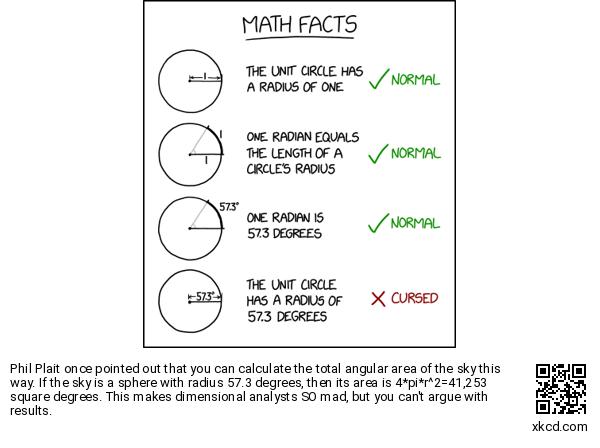 MATH FACTS
1
THE UNIT CIRCLE HAS
A RADIUS OF ONE
NORMAL
1
1
ONE RADIAN EQUALS
THE LENGTH OF A
CIRCLE'S RADIUS
NORMAL
57.3°
ONE RADIAN IS
57.3 DEGREES
NORMAL
57.3°
THE UNIT CIRCLE
HAS A RADIUS OF
57.3 DEGREES
CURSED
Phil Plait once pointed out that you can calculate the total angular area of the sky this
way. If the sky is a sphere with radius 57.3 degrees, then its area is 4*pi*r^2=41,253
square degrees. This makes dimensional analysts SO mad, but you can't argue with
results.
xkcd.com